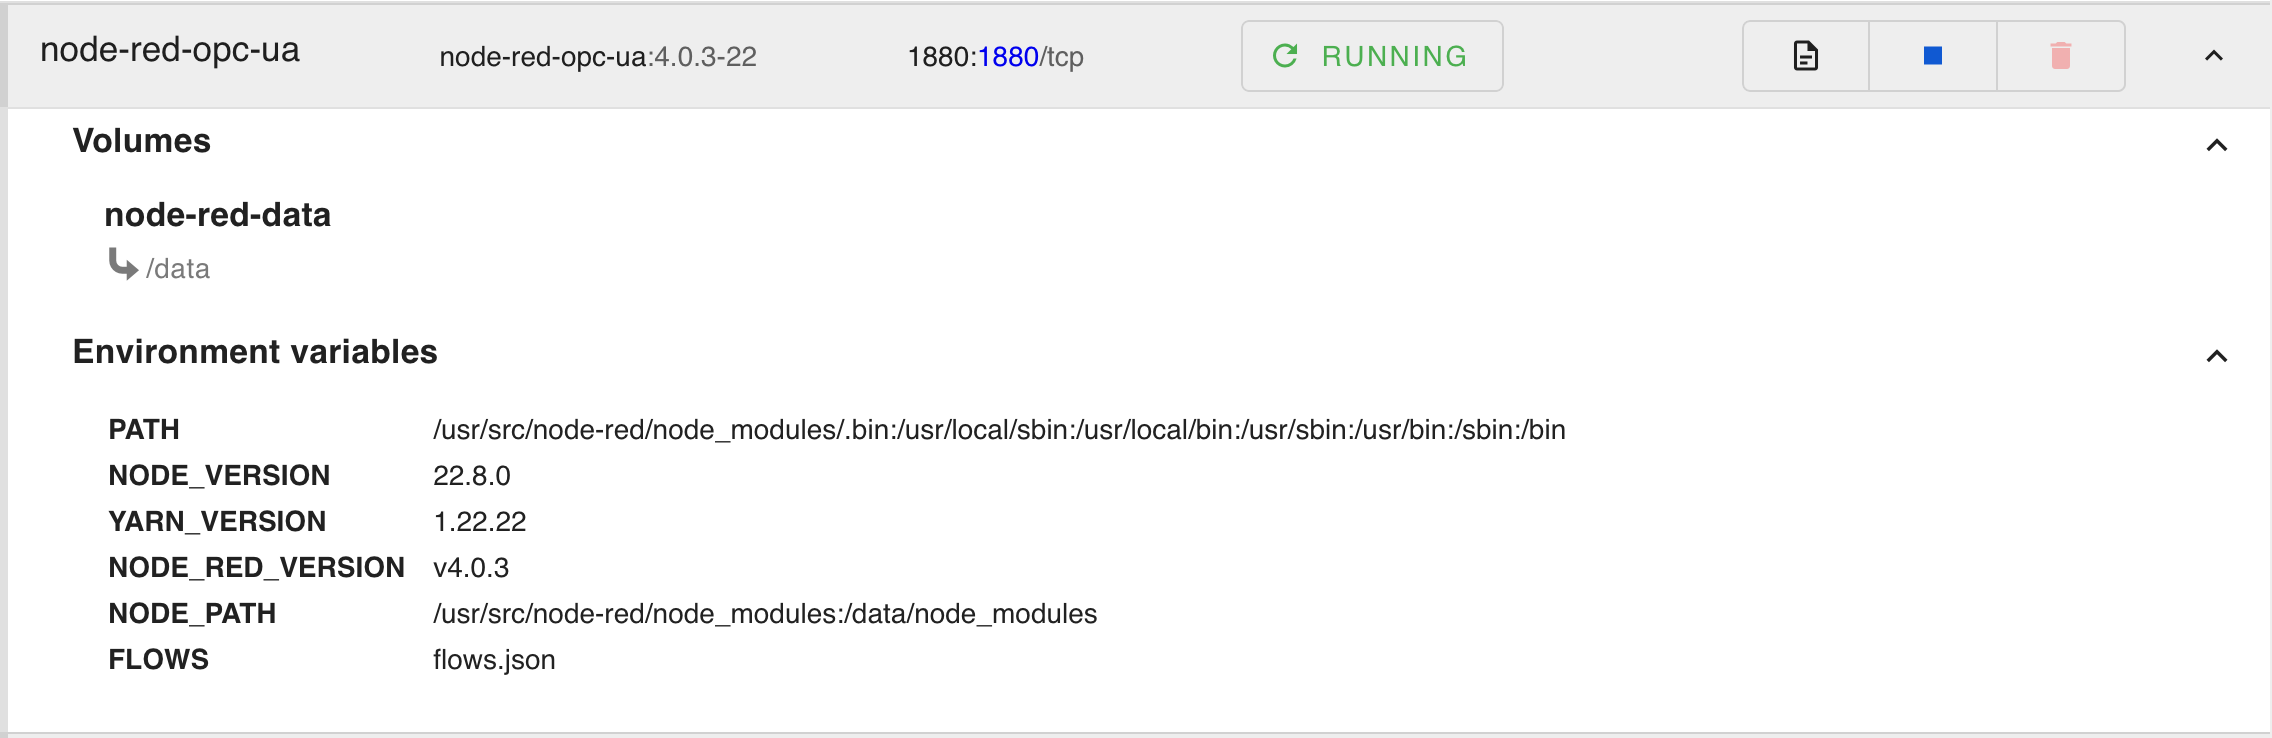 node-red-opc-ua node-red-opc-ua:4.0.3-22 1880:1880/tcp RUNNING
Volumes
node-red-data
/data
Environment variables
PATH /usr/src/node-red/node_modules/.bin:/usr/local/sbin:/usr/local/bin:/usr/sbin:/usr/bin:/sbin:/bin
NODE_VERSION 22.8.0
YARN_VERSION 1.22.22
NODE_RED_VERSION v4.0.3
NODE_PATH /usr/src/node-red/node_modules:/data/node_modules
FLOWS flows.json